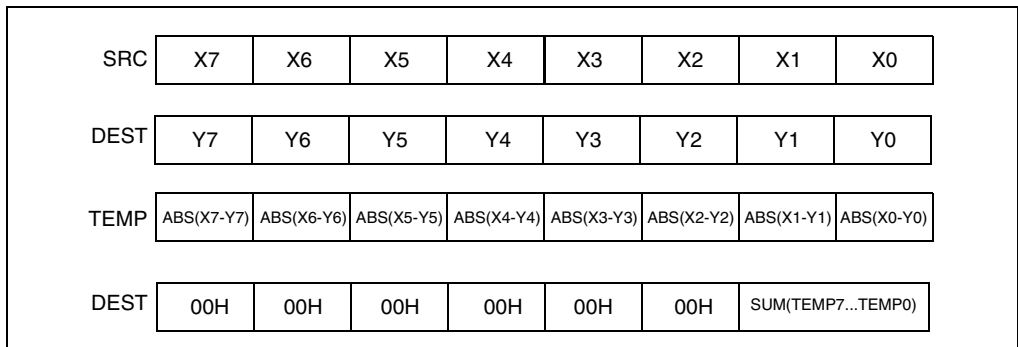 SRC X7 X6 X5 X4 X3 X2 X1 X0
DEST Y7 Y6 Y5 Y4 Y3 Y2 Y1 Y0
TEMP ABS(X7-Y7) ABS(X6-Y6) ABS(X5-Y5) ABS(X4-Y4) ABS(X3-Y3) ABS(X2-Y2) ABS(X1-Y1) ABS(X0-Y0)
DEST 00H 00H 00H 00H 00H 00H SUM(TEMP7...TEMP0)